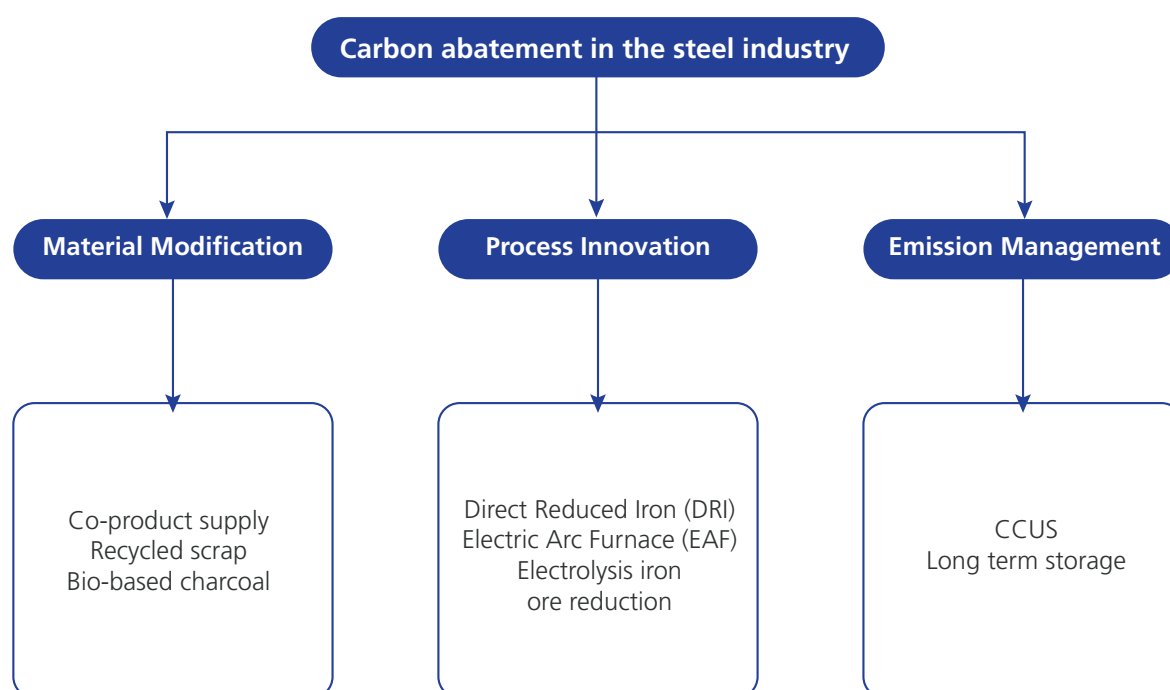 Carbon abatement in the steel industry
Material Modification
Process Innovation
Emission Management
Co-product supply
Recycled scrap
Bio-based charcoal
Direct Reduced Iron (DRI)
Electric Arc Furnace (EAF)
Electrolysis iron
ore reduction
CCUS
Long term storage